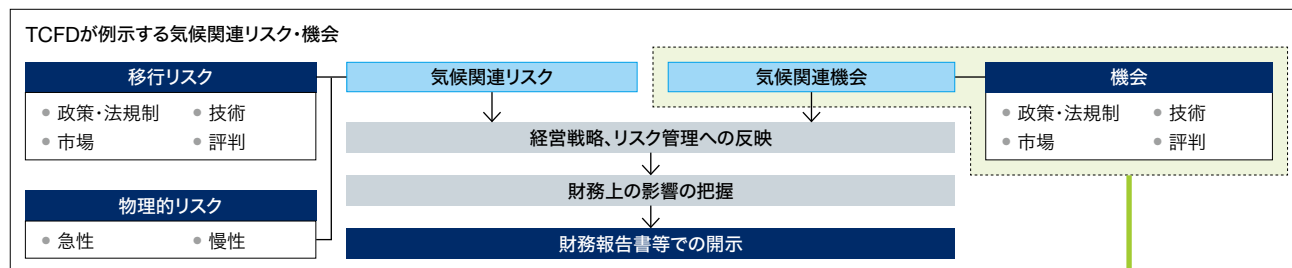 TCFDが例示する気候関連リスク・機会
移行リスク
● 政策・法規制 ● 技術
● 市場 ● 評判
物理的リスク
● 急性 ● 慢性
気候関連リスク
気候関連機会
機会
● 政策・法規制 ● 技術
● 市場 ● 評判
経営戦略、リスク管理への反映
財務上の影響の把握
財務報告書等での開示